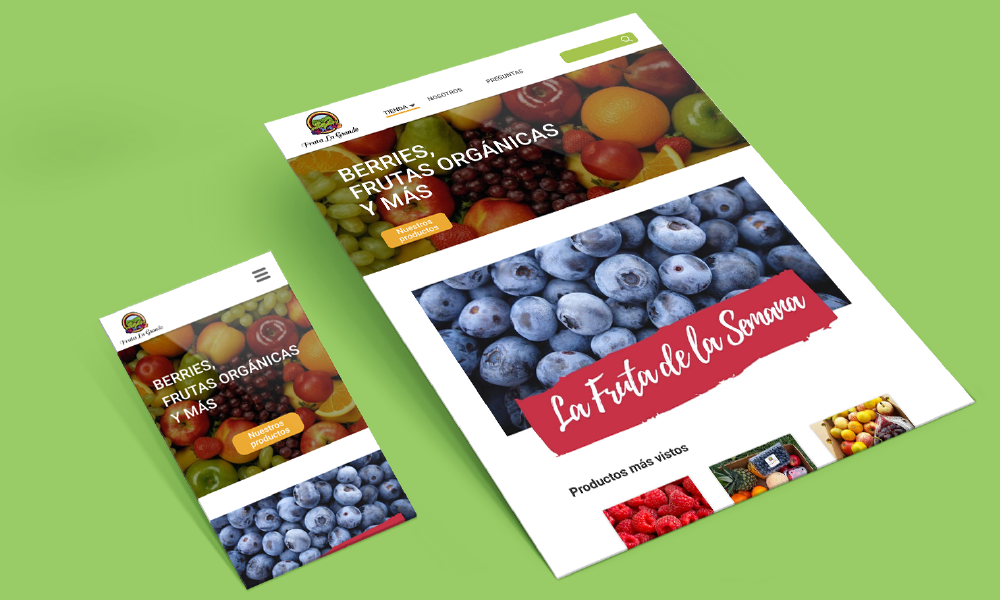 Fruta La Grande
TIENDA
NOSOTROS
PREGUNTAS
BERRIES,
FRUTAS ORGÁNICAS
Y MÁS
Nuestros
productos
La Fruta de la Semana
Productos más vistos
Fruta La Grande
BERRIES,
FRUTAS ORGÁNICAS
Y MÁS
Nuestros
productos